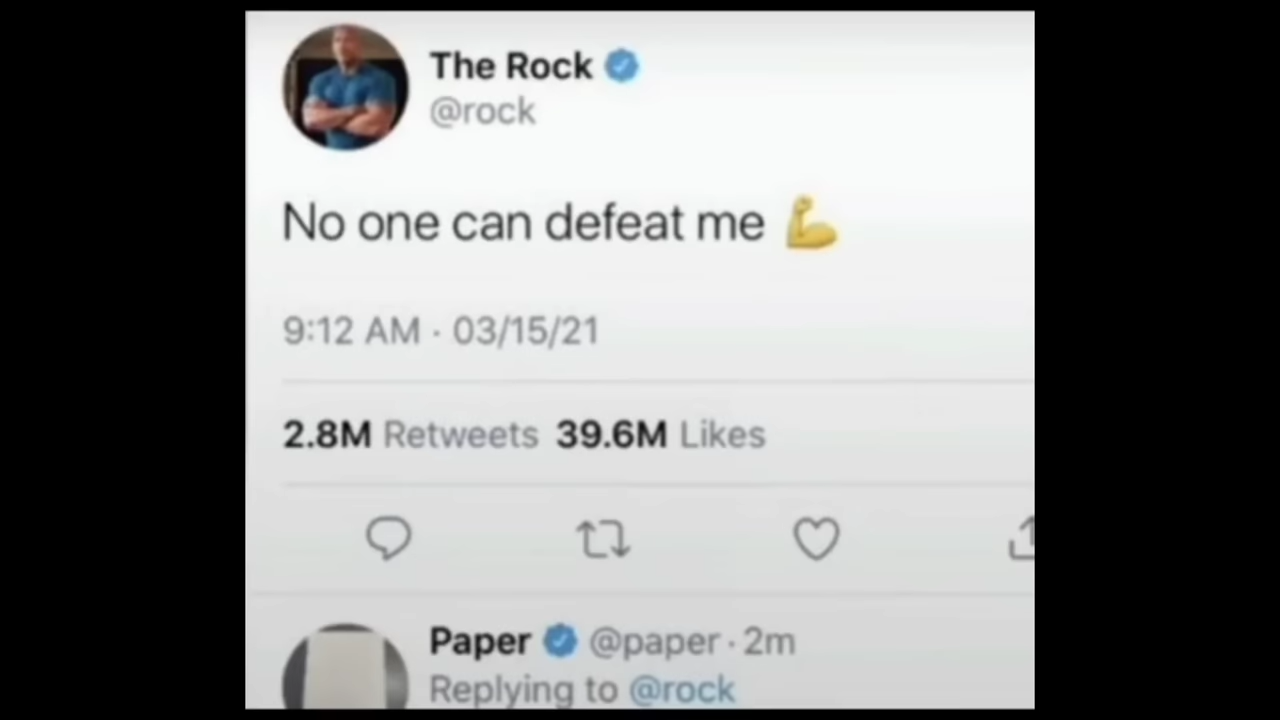 The Rock
@rock
No one can defeat me 💪
9:12 AM · 03/15/21
2.8M Retweets 39.6M Likes
Paper @paper · 2m
Replying to @rock